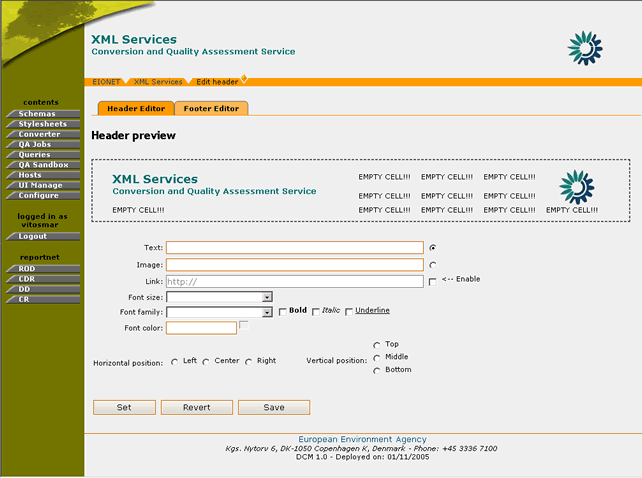 XML Services
Conversion and Quality Assessment Service
EIONET XML Services Edit header
contents
Schemas
Stylesheets
Converter
QA Jobs
Queries
QA Sandbox
Hosts
UI Manage
Configure
logged in as
vitosmar
Logout
reportnet
ROD
CDR
DD
CR
Header Editor Footer Editor
Header preview
XML Services
Conversion and Quality Assessment Service
EMPTY CELL!!! EMPTY CELL!!! EMPTY CELL!!!
EMPTY CELL!!! EMPTY CELL!!! EMPTY CELL!!!
EMPTY CELL!!! EMPTY CELL!!! EMPTY CELL!!! EMPTY CELL!!! EMPTY CELL!!!
Text:
Image:
Link: http:// <-- Enable
Font size:
Font family: Bold Italic Underline
Font color:
Horizontal position: Left Center Right Vertical position: Top
Middle
Bottom
Set Revert Save
European Environment Agency
Kgs. Nytorv 6, DK-1050 Copenhagen K, Denmark - Phone: +45 3336 7100
DCM 1.0 - Deployed on: 01/11/2005